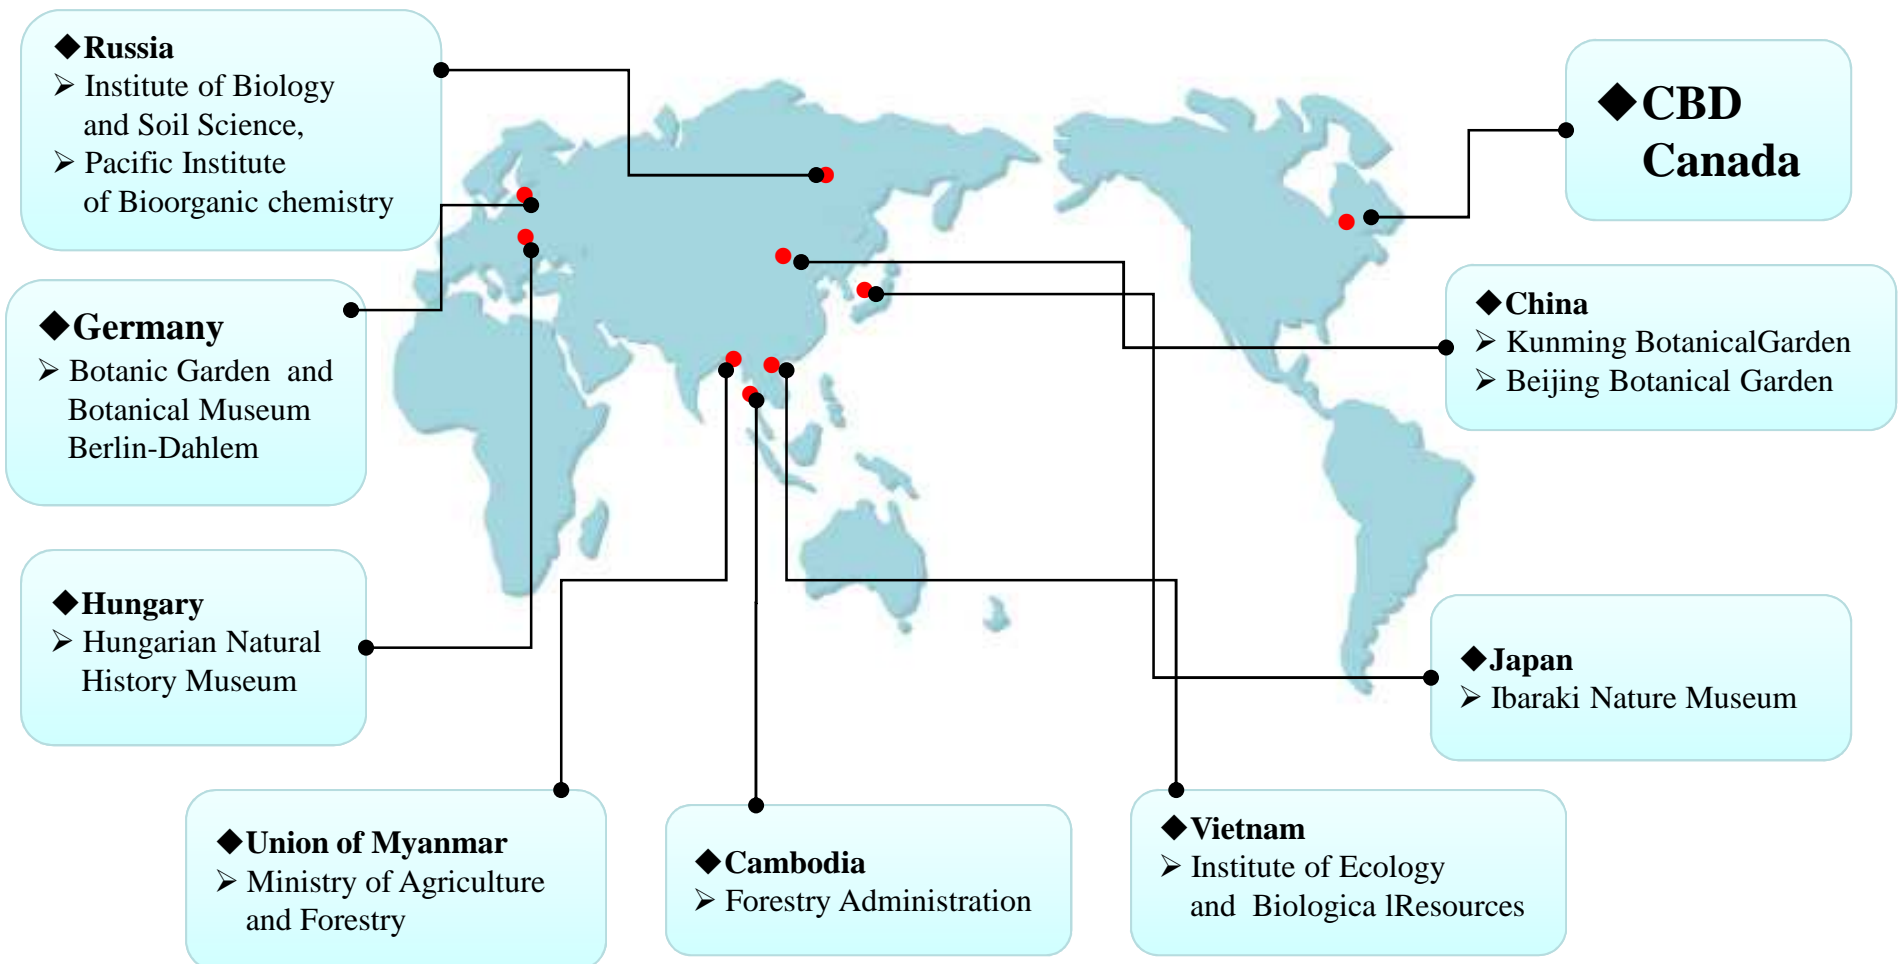 ◆Russia
➢ Institute of Biology
and Soil Science,
➢ Pacific Institute
of Bioorganic chemistry
◆CBD
Canada
◆Germany
➢ Botanic Garden and
Botanical Museum
Berlin-Dahlem
◆China
➢ Kunming BotanicalGarden
➢ Beijing Botanical Garden
◆Hungary
➢ Hungarian Natural
History Museum
◆Japan
➢ Ibaraki Nature Museum
◆Union of Myanmar
➢ Ministry of Agriculture
and Forestry
◆Cambodia
➢ Forestry Administration
◆Vietnam
➢ Institute of Ecology
and Biologica lResources